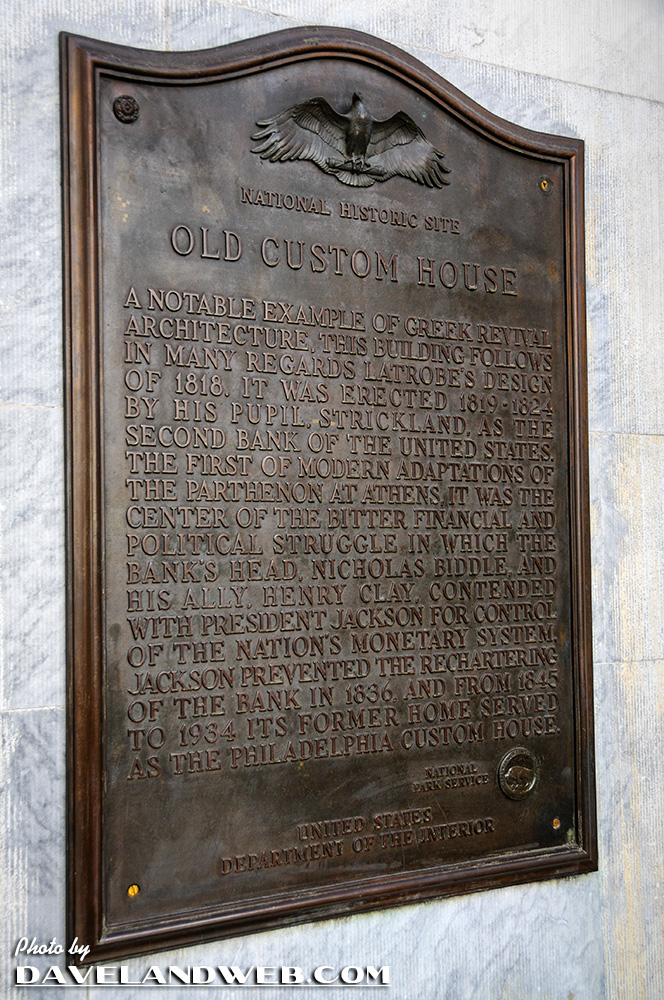 NATIONAL HISTORIC SITE
OLD CUSTOM HOUSE
A NOTABLE EXAMPLE OF GREEK REVIVAL
ARCHITECTURE, THIS BUILDING FOLLOWS
IN MANY REGARDS LATROBE'S DESIGN
OF 1818. IT WAS ERECTED 1819-1824
BY HIS PUPIL, STRICKLAND, AS THE
SECOND BANK OF THE UNITED STATES.
THE FIRST OF MODERN ADAPTATIONS OF
THE PARTHENON AT ATHENS, IT WAS THE
CENTER OF THE BITTER FINANCIAL AND
POLITICAL STRUGGLE IN WHICH THE
BANK'S HEAD, NICHOLAS BIDDLE, AND
HIS ALLY, HENRY CLAY, CONTENDED
WITH PRESIDENT JACKSON FOR CONTROL
OF THE NATION'S MONETARY SYSTEM.
JACKSON PREVENTED THE RECHARTERING
OF THE BANK IN 1836, AND FROM 1845
TO 1934 ITS FORMER HOME SERVED
AS THE PHILADELPHIA CUSTOM HOUSE.
NATIONAL
PARK SERVICE
UNITED STATES
DEPARTMENT OF THE INTERIOR
Photo by
DAVELANDWEB.COM